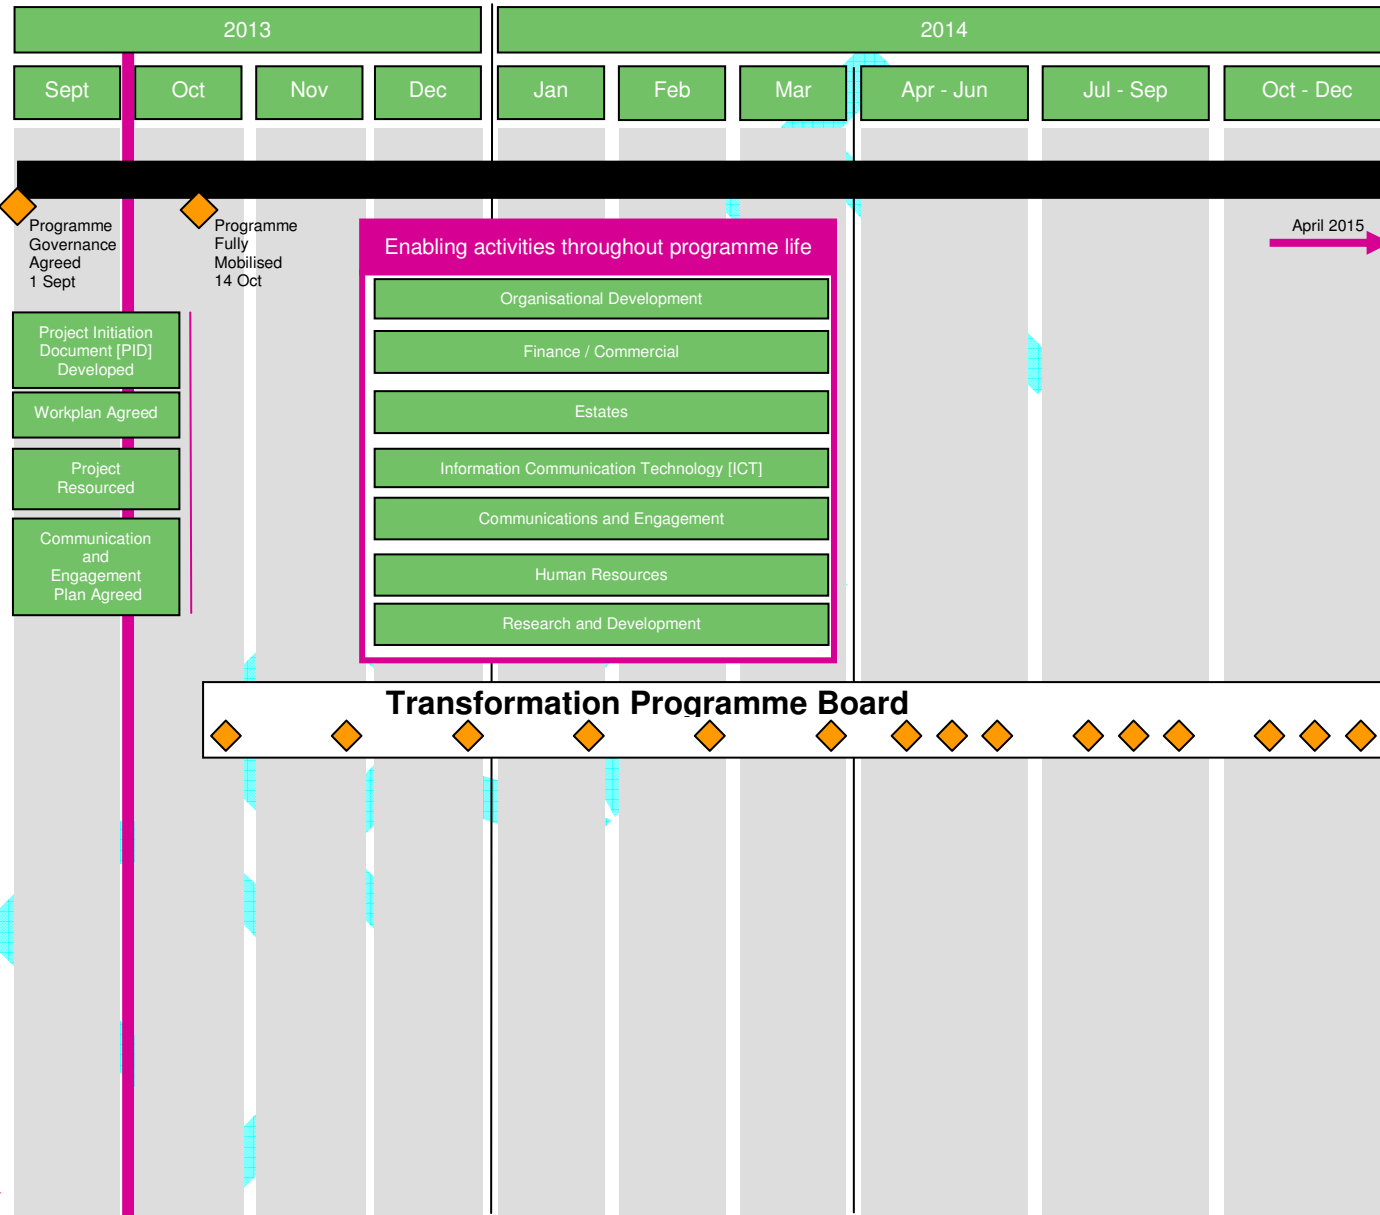 2013
2014
Sept
Oct
Nov
Dec
Jan
Feb
Mar
Apr - Jun
Jul - Sep
Oct - Dec
Programme
Governance
Agreed
1 Sept
Programme
Fully
Mobilised
14 Oct
April 2015
Enabling activities throughout programme life
Organisational Development
Finance / Commercial
Estates
Information Communication Technology [ICT]
Communications and Engagement
Human Resources
Research and Development
Project Initiation
Document [PID]
Developed
Workplan Agreed
Project
Resourced
Communication
and
Engagement
Plan Agreed
Transformation Programme Board